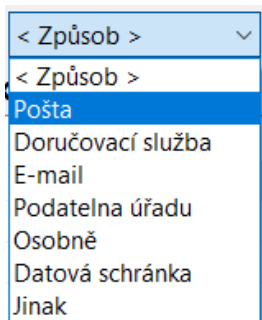 < Způsob >
< Způsob >
Pošta
Doručovací služba
E-mail
Podatelna úřadu
Osobně
Datová schránka
Jinak